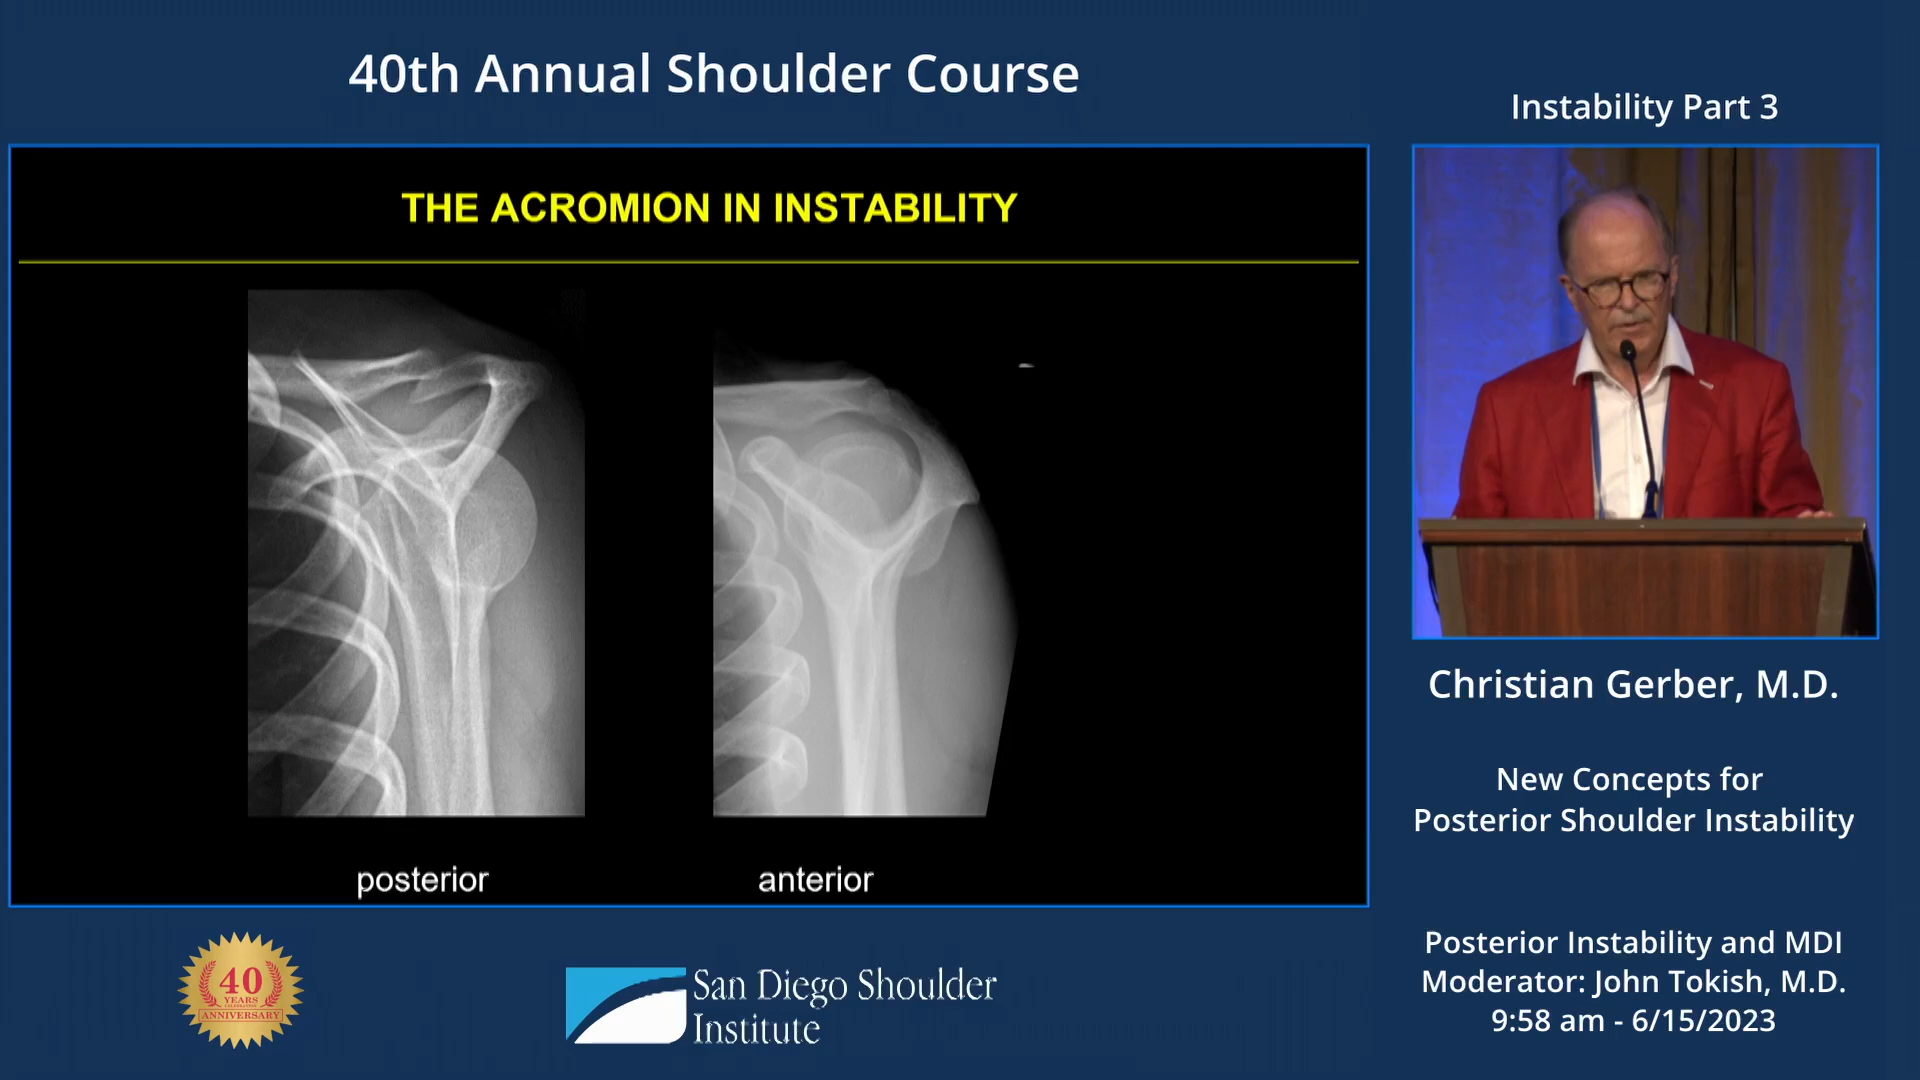 40th Annual Shoulder Course
Instability Part 3
THE ACROMION IN INSTABILITY
posterior
anterior
Christian Gerber, M.D.
New Concepts for
Posterior Shoulder Instability
Posterior Instability and MDI
Moderator: John Tokish, M.D.
9:58 am - 6/15/2023
40
YEARS
ANNIVERSARY
San Diego Shoulder
Institute